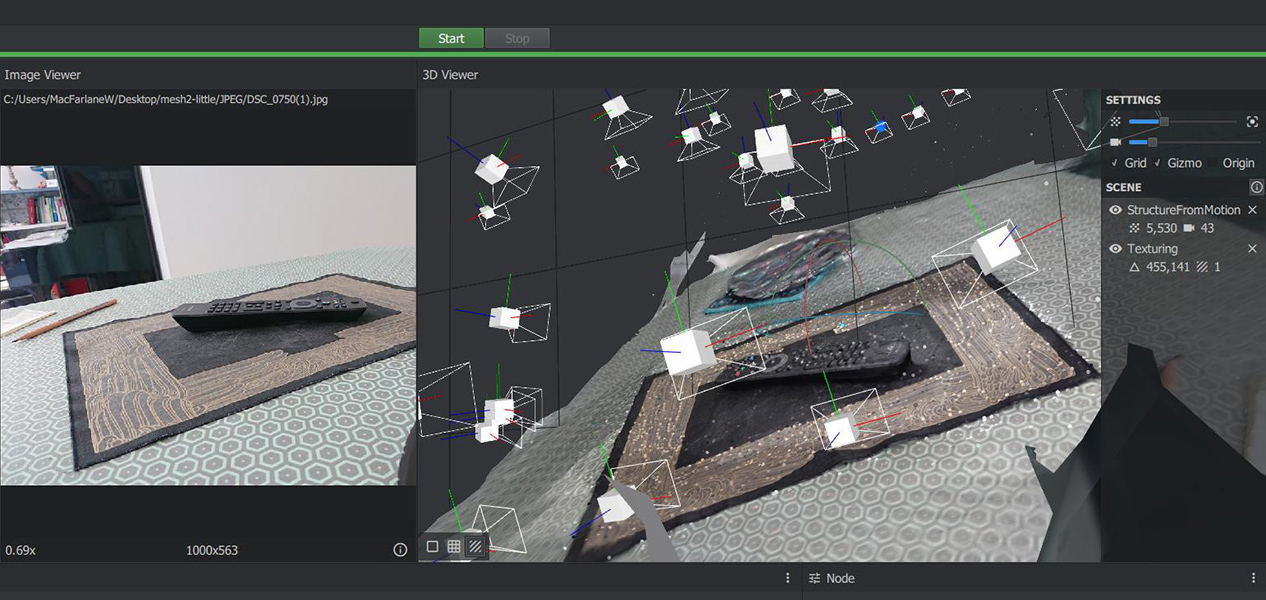 Start
Stop
Image Viewer
3D Viewer
C:/Users/MacFarlaneW/Desktop/mesh2-little/JPEG/DSC_0750(1).jpg
SETTINGS
Grid
Gizmo
Origin
SCENE
StructureFromMotion
5,530
43
Texturing
455,141
1
0.69x
1000x563
Node